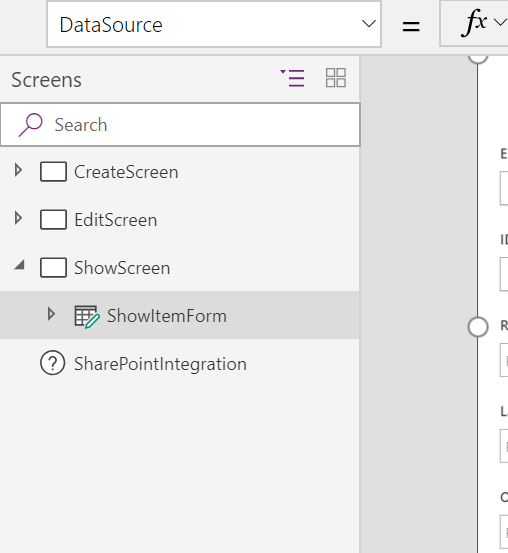 DataSource
= fx
Screens
Search
CreateScreen
E
EditScreen
ID
ShowScreen
ShowItemForm
R
? SharePointIntegration
L
O